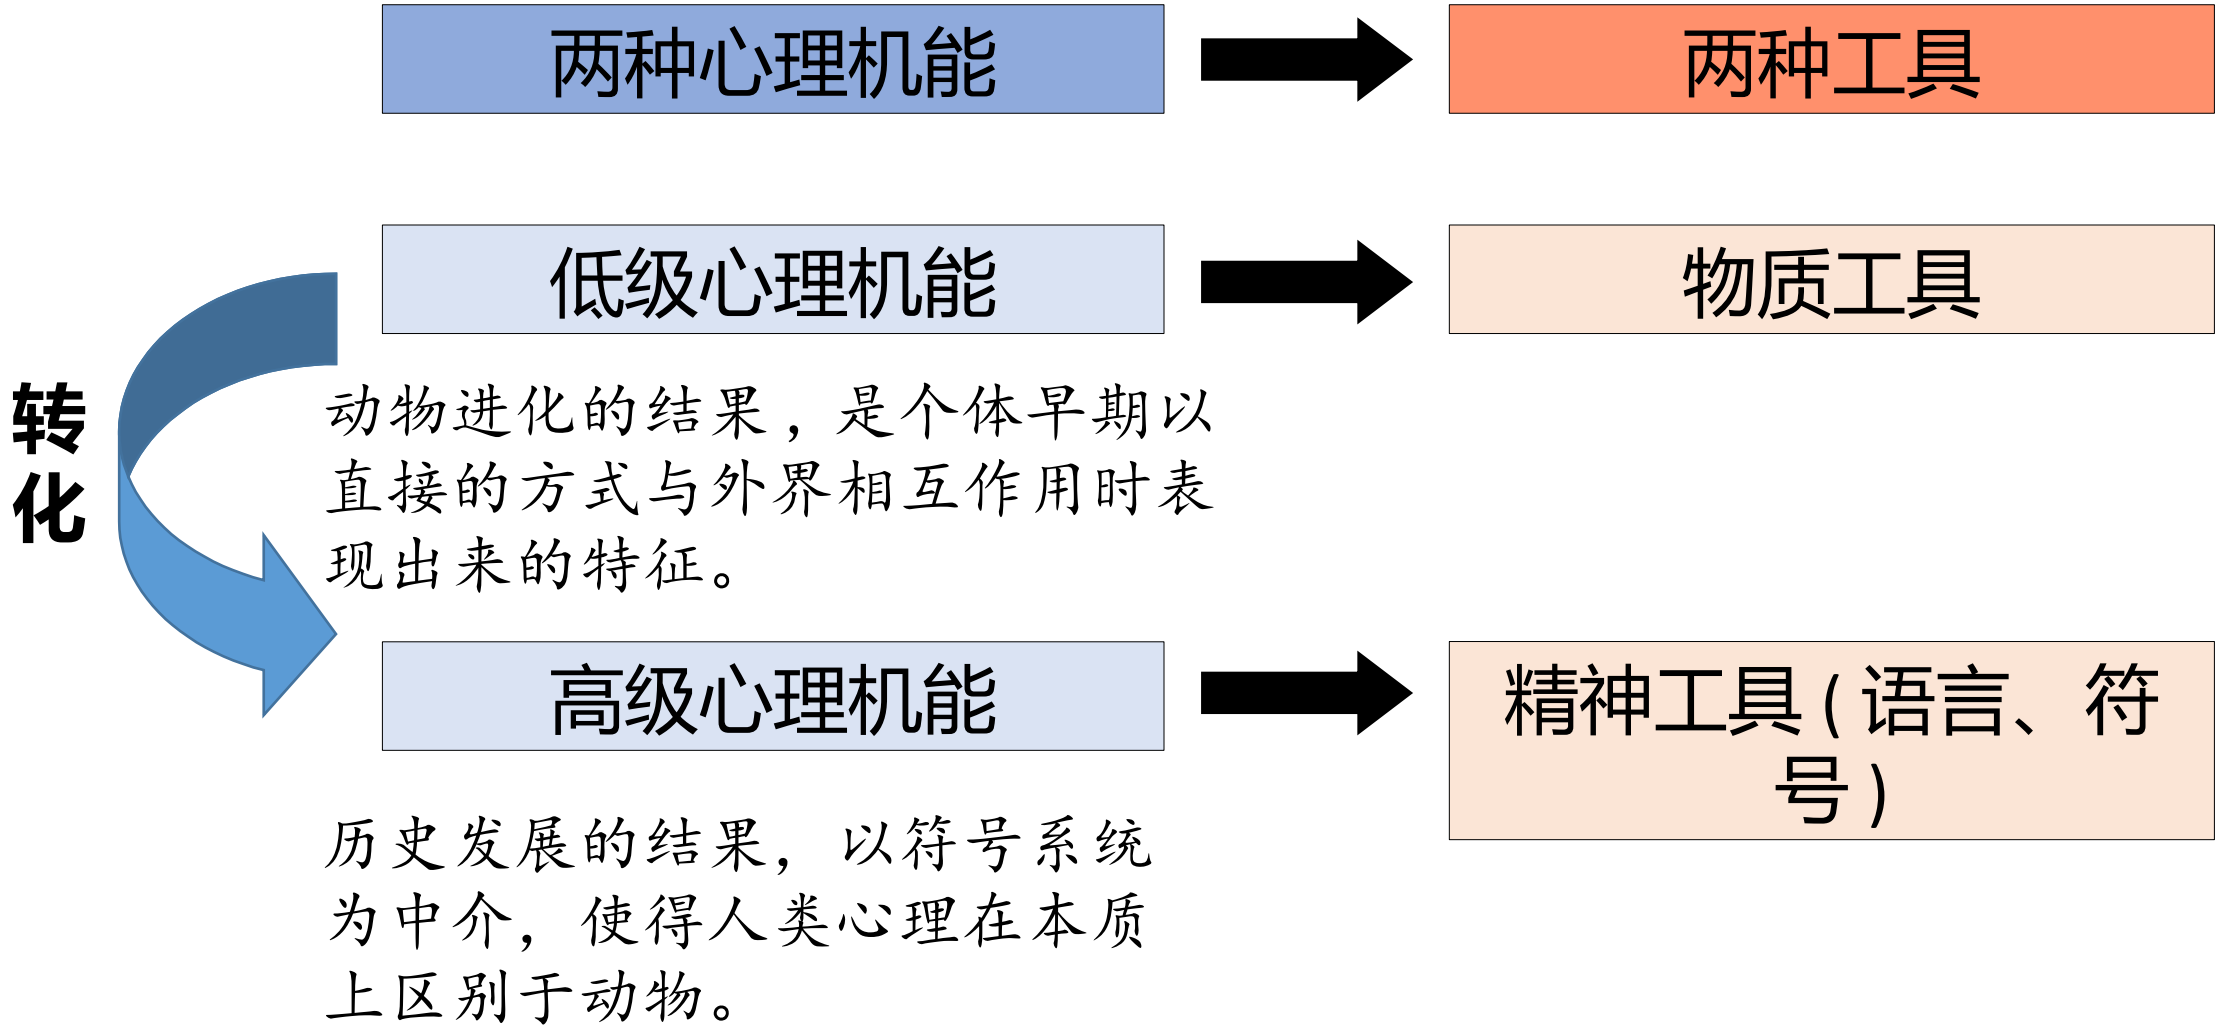 两种心理机能
两种工具
低级心理机能
物质工具
转
化
动物进化的结果，是个体早期以
直接的方式与外界相互作用时表
现出来的特征。
高级心理机能
精神工具(语言、符
号)
历史发展的结果，以符号系统
为中介，使得人类心理在本质
上区别于动物。